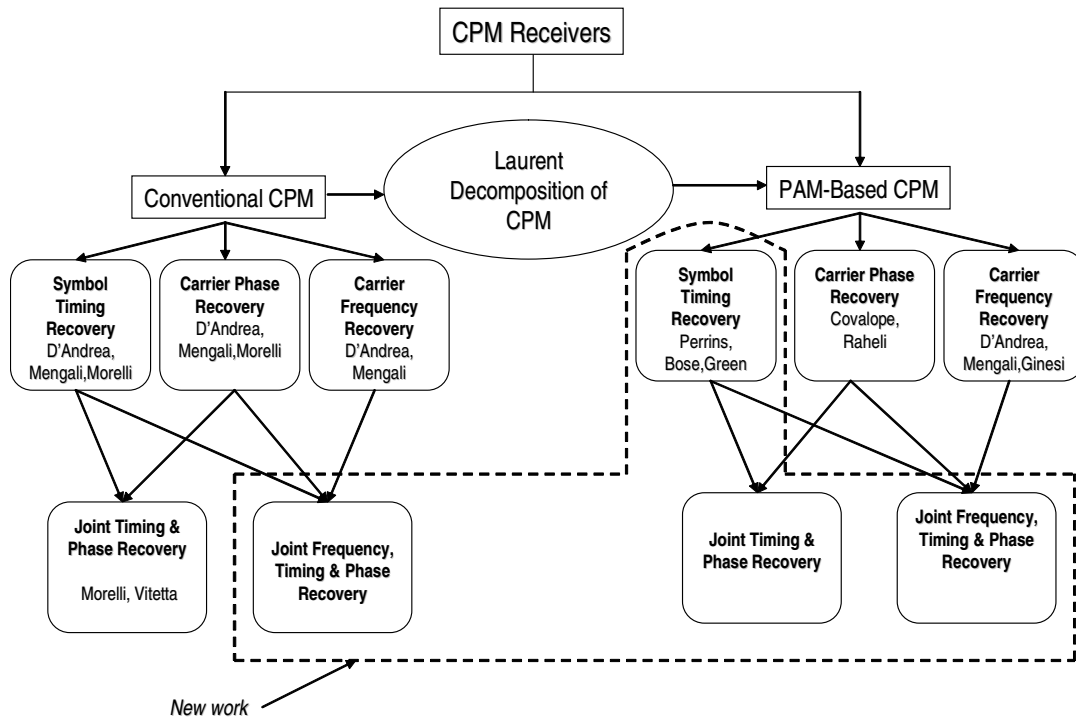 CPM Receivers
Laurent
Decomposition of
CPM
Conventional CPM
PAM-Based CPM
Symbol
Timing
Recovery
D'Andrea,
Mengali,Morelli
Carrier Phase
Recovery
D'Andrea,
Mengali,Morelli
Carrier
Frequency
Recovery
D'Andrea,
Mengali
Symbol
Timing
Recovery
Perrins,
Bose,Green
Carrier Phase
Recovery
Covalope,
Raheli
Carrier
Frequency
Recovery
D'Andrea,
Mengali,Ginesi
Joint Timing &
Phase Recovery
Morelli, Vitetta
Joint Frequency,
Timing & Phase
Recovery
Joint Timing &
Phase Recovery
Joint Frequency,
Timing & Phase
Recovery
New work